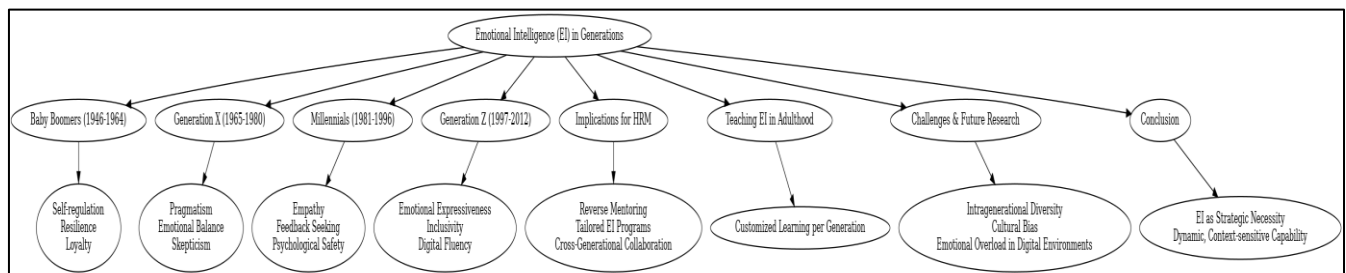 Emotional Intelligence (EI) in Generations
Baby Boomers (1946-1964)
Generation X (1965-1980)
Millennials (1981-1996)
Generation Z (1997-2012)
Implications for HRM
Teaching EI in Adulthood
Challenges & Future Research
Conclusion
Self-regulation
Resilience
Loyalty
Pragmatism
Emotional Balance
Skepticism
Empathy
Feedback Seeking
Psychological Safety
Emotional Expressiveness
Inclusivity
Digital Fluency
Reverse Mentoring
Tailored EI Programs
Cross-Generational Collaboration
Customized Learning per Generation
Intragenerational Diversity
Cultural Bias
Emotional Overload in Digital Environments
EI as Strategic Necessity
Dynamic, Context-sensitive Capability